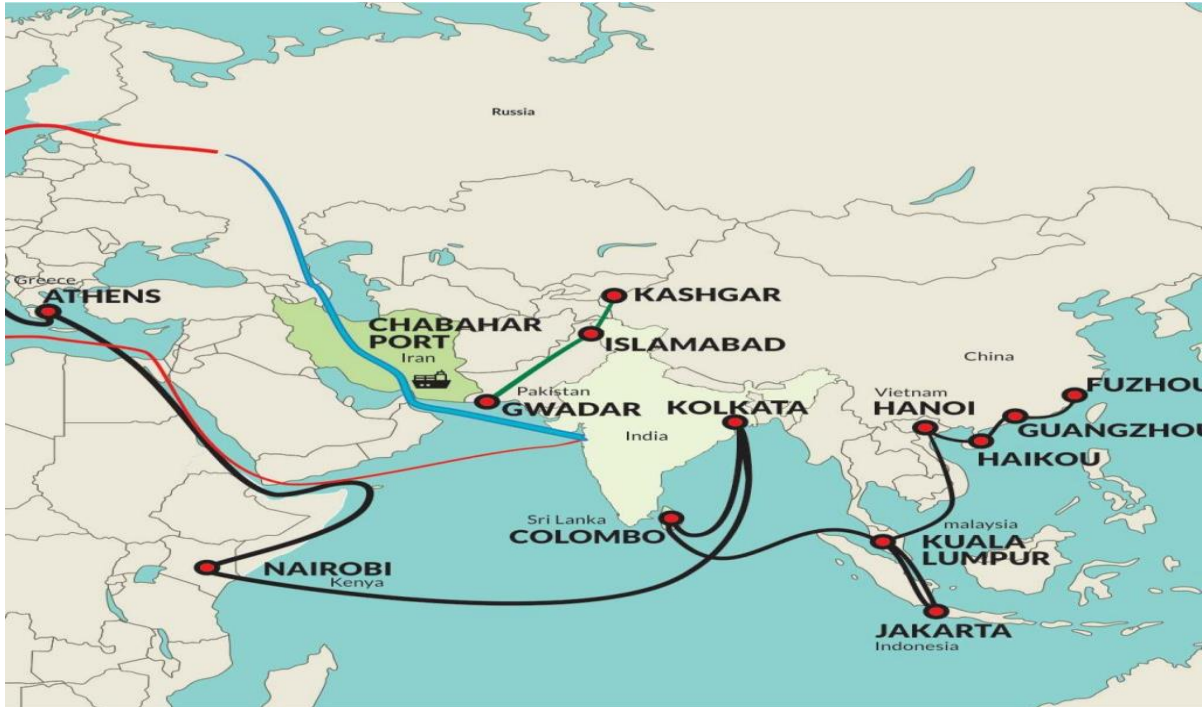 Russia
Greece
ATHENS
KASHGAR
CHABAHAR
PORT
Iran
ISLAMABAD
China
Pakistan
GWADAR
KOLKATA
India
Vietnam
HANOI
FUZHOU
GUANGZHOU
HAIKOU
Sri Lanka
COLOMBO
malaysia
KUALA
LUMPUR
NAIROBI
Kenya
JAKARTA
Indonesia